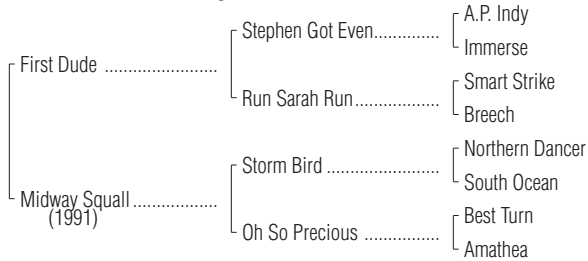 A.P. Indy
Stephen Got Even
Immerse
First Dude
Smart Strike
Run Sarah Run
Breech
Northern Dancer
Storm Bird
South Ocean
Midway Squall
(1991)
Best Turn
Oh So Precious
Amathea